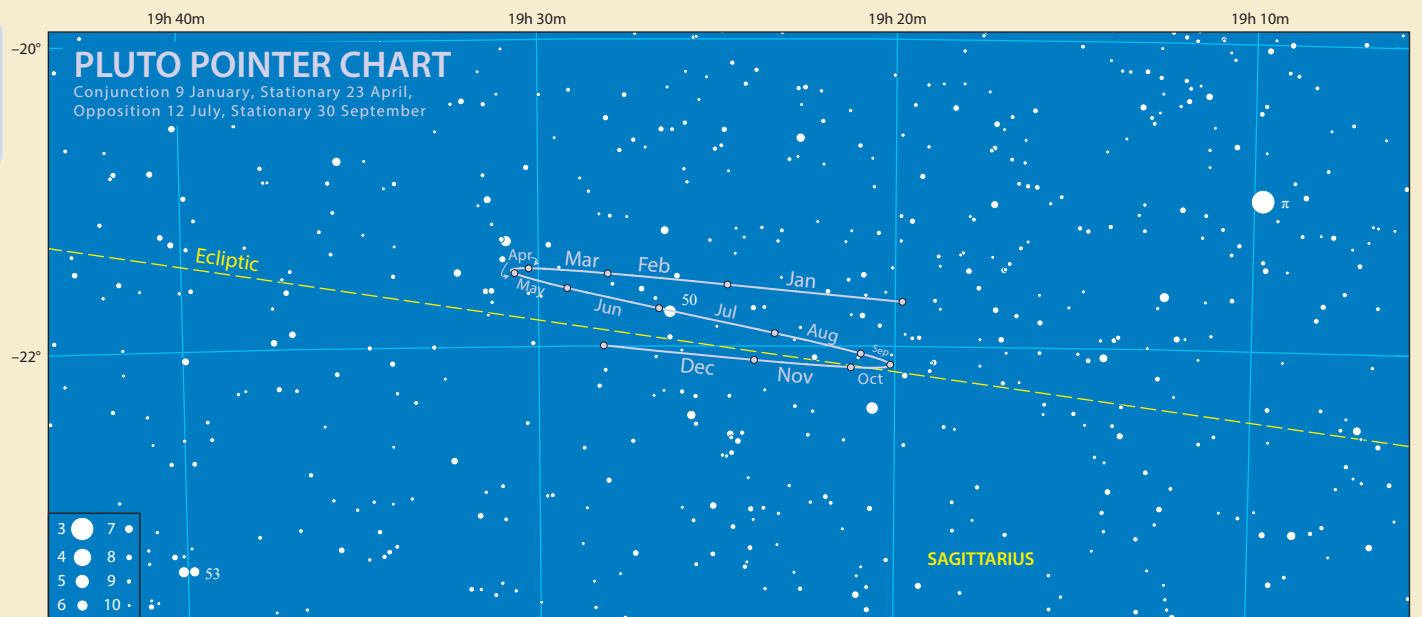 19h 40m 19h 30m 19h 20m 19h 10m
–20°
PLUTO POINTER CHART
Conjunction 9 January, Stationary 23 April,
Opposition 12 July, Stationary 30 September
π
Ecliptic
Apr Mar Feb Jan
May Jun 50 Jul Aug Sep
–22°
Dec Nov Oct
SAGITTARIUS
53
3 7
4 8
5 9
6 10